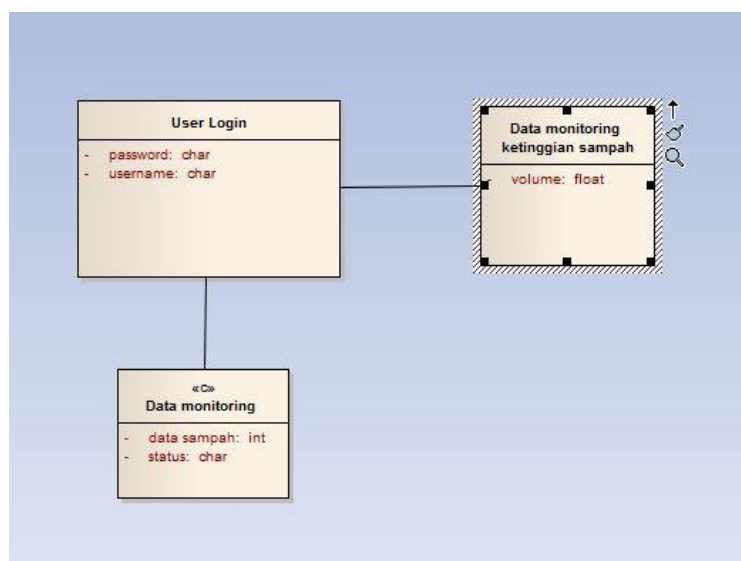 User Login
- password: char
- username: char
Data monitoring
ketinggian sampah
- volume: float
«C»
Data monitoring
- data sampah: int
- status: char